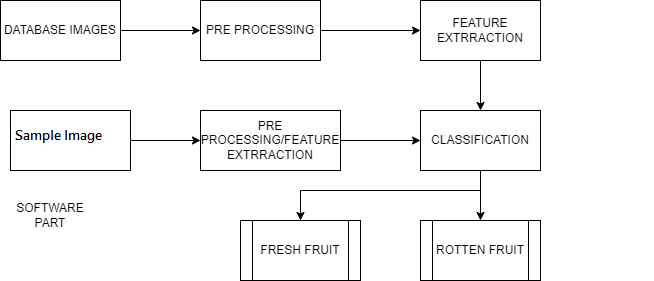 DATABASE IMAGES
PRE PROCESSING
FEATURE
EXTRRACTION
Sample Image
PRE
PROCESSING/FEATURE
EXTRRACTION
CLASSIFICATION
SOFTWARE
PART
FRESH FRUIT
ROTTEN FRUIT